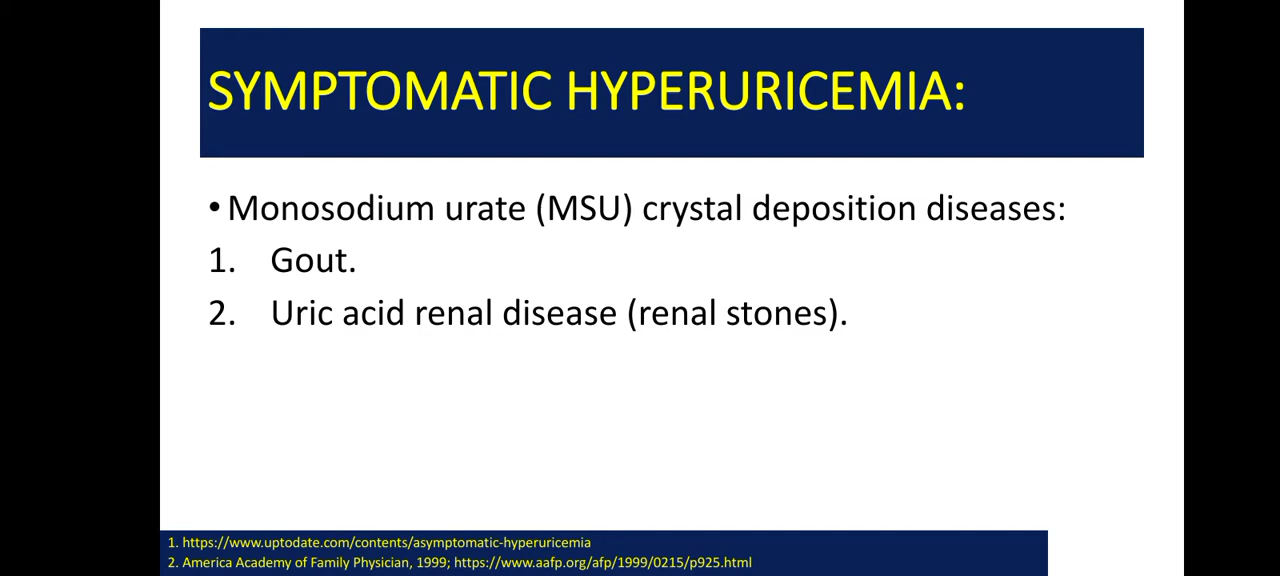 SYMPTOMATIC HYPERURICEMIA:
• Monosodium urate (MSU) crystal deposition diseases:
1. Gout.
2. Uric acid renal disease (renal stones).
1. https://www.uptodate.com/contents/asymptomatic-hyperuricemia
2. America Academy of Family Physician, 1999; https://www.aafp.org/afp/1999/0215/p925.html